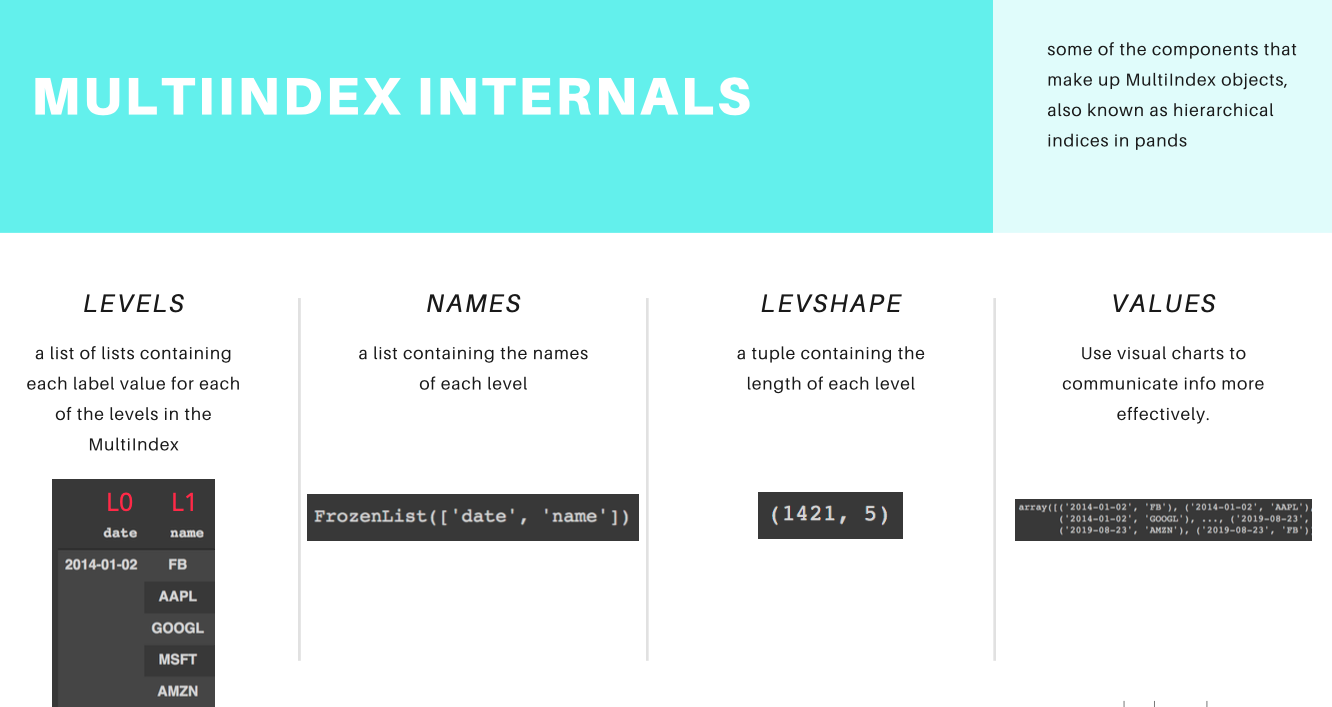 MULTIINDEX INTERNALS
some of the components that
make up MultiIndex objects,
also known as hierarchical
indices in pands
LEVELS
a list of lists containing
each label value for each
of the levels in the
MultiIndex
L0 L1
date name
2014-01-02 FB
AAPL
GOOGL
MSFT
AMZN
NAMES
a list containing the names
of each level
FrozenList(['date', 'name'])
LEVSHAPE
a tuple containing the
length of each level
(1421, 5)
VALUES
Use visual charts to
communicate info more
effectively.
array([('2014-01-02', 'FB'), ('2014-01-02', 'AAPL'),
('2014-01-02', 'GOOGL'), ..., ('2019-08-23',
('2019-08-23', 'AMZN'), ('2019-08-23', 'FB')